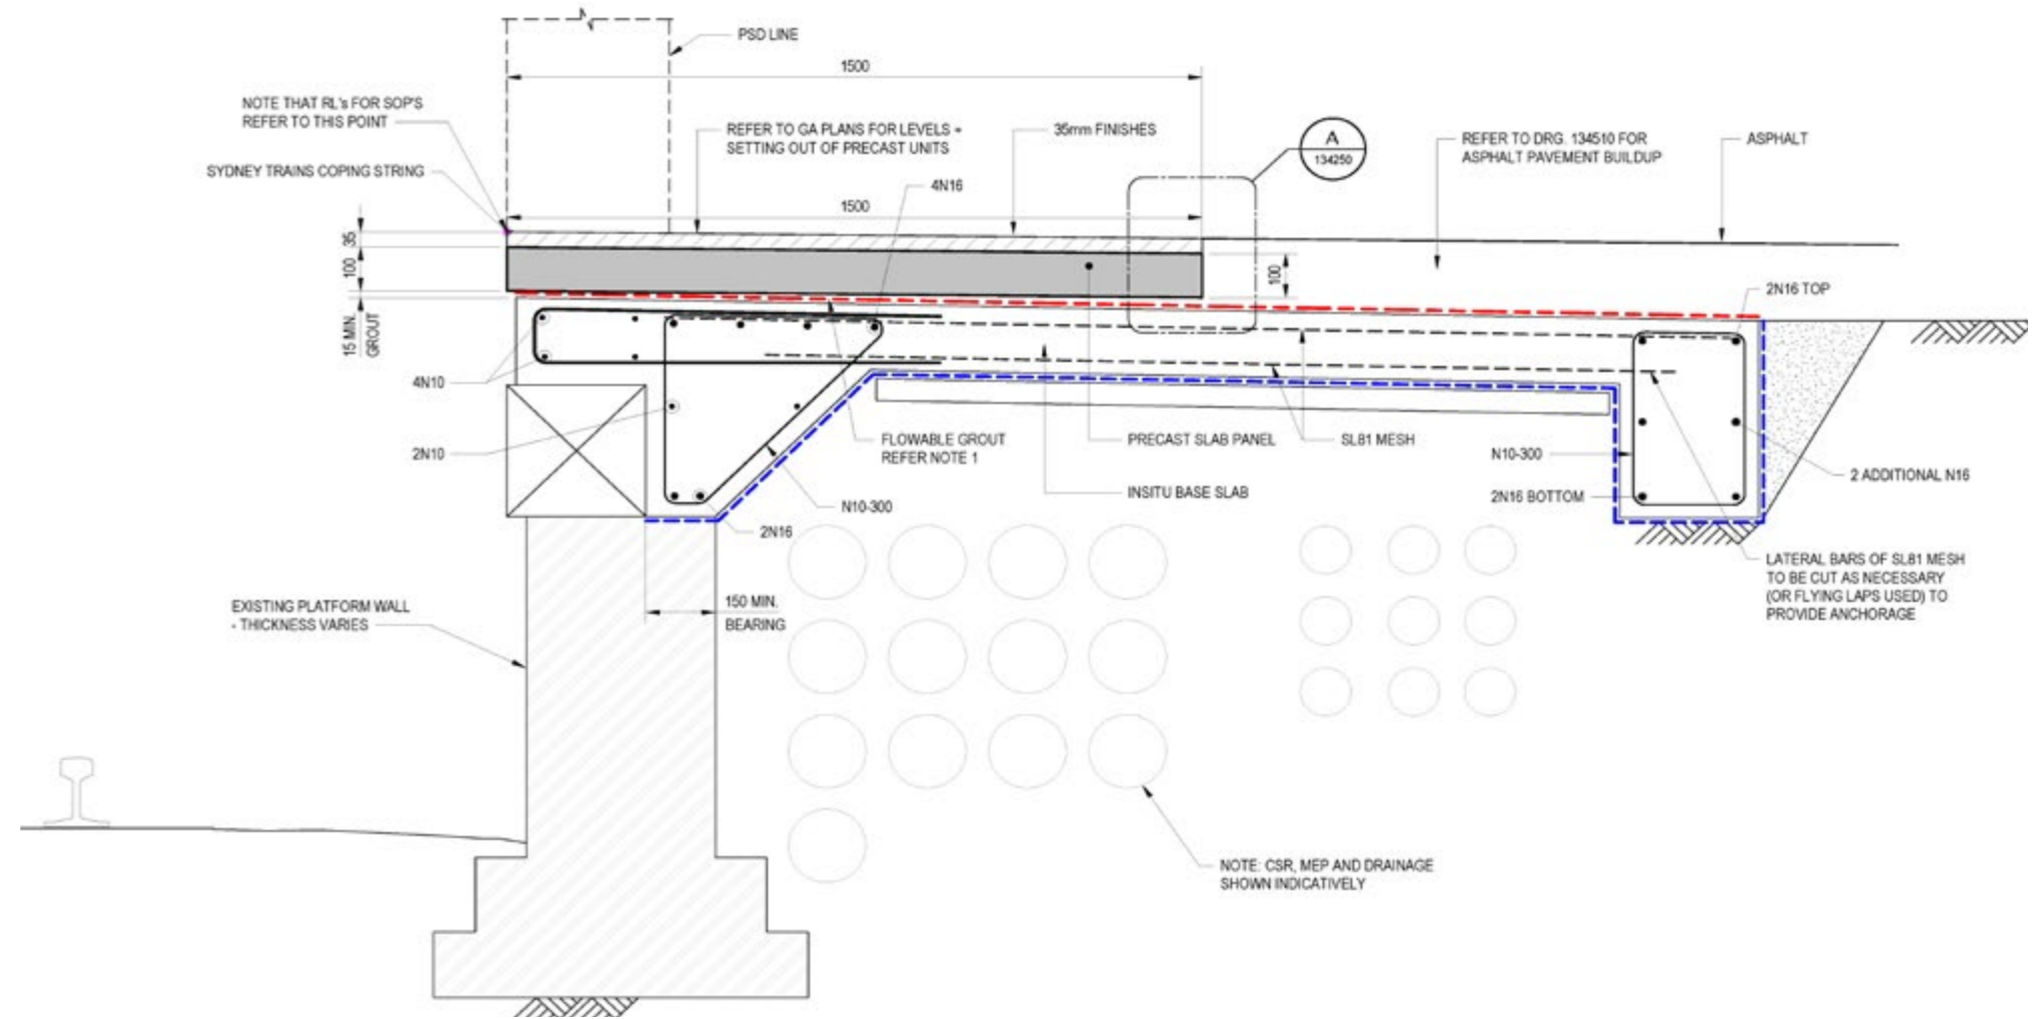 PSD LINE
1500
NOTE THAT RL's FOR SOP'S
REFER TO THIS POINT
REFER TO GA PLANS FOR LEVELS +
SETTING OUT OF PRECAST UNITS
35mm FINISHES
A
134250
REFER TO DRG. 134510 FOR
ASPHALT PAVEMENT BUILDUP
ASPHALT
SYDNEY TRAINS COPING STRING
4N16
1500
35
100
15 MIN.
GROUT
100
2N16 TOP
4N10
2N10
FLOWABLE GROUT
REFER NOTE 1
PRECAST SLAB PANEL
SL81 MESH
N10-300
2 ADDITIONAL N16
INSITU BASE SLAB
2N16 BOTTOM
N10-300
2N16
LATERAL BARS OF SL81 MESH
TO BE CUT AS NECESSARY
(OR FLYING LAPS USED) TO
PROVIDE ANCHORAGE
EXISTING PLATFORM WALL
- THICKNESS VARIES
150 MIN.
BEARING
NOTE: CSR, MEP AND DRAINAGE
SHOWN INDICATIVELY